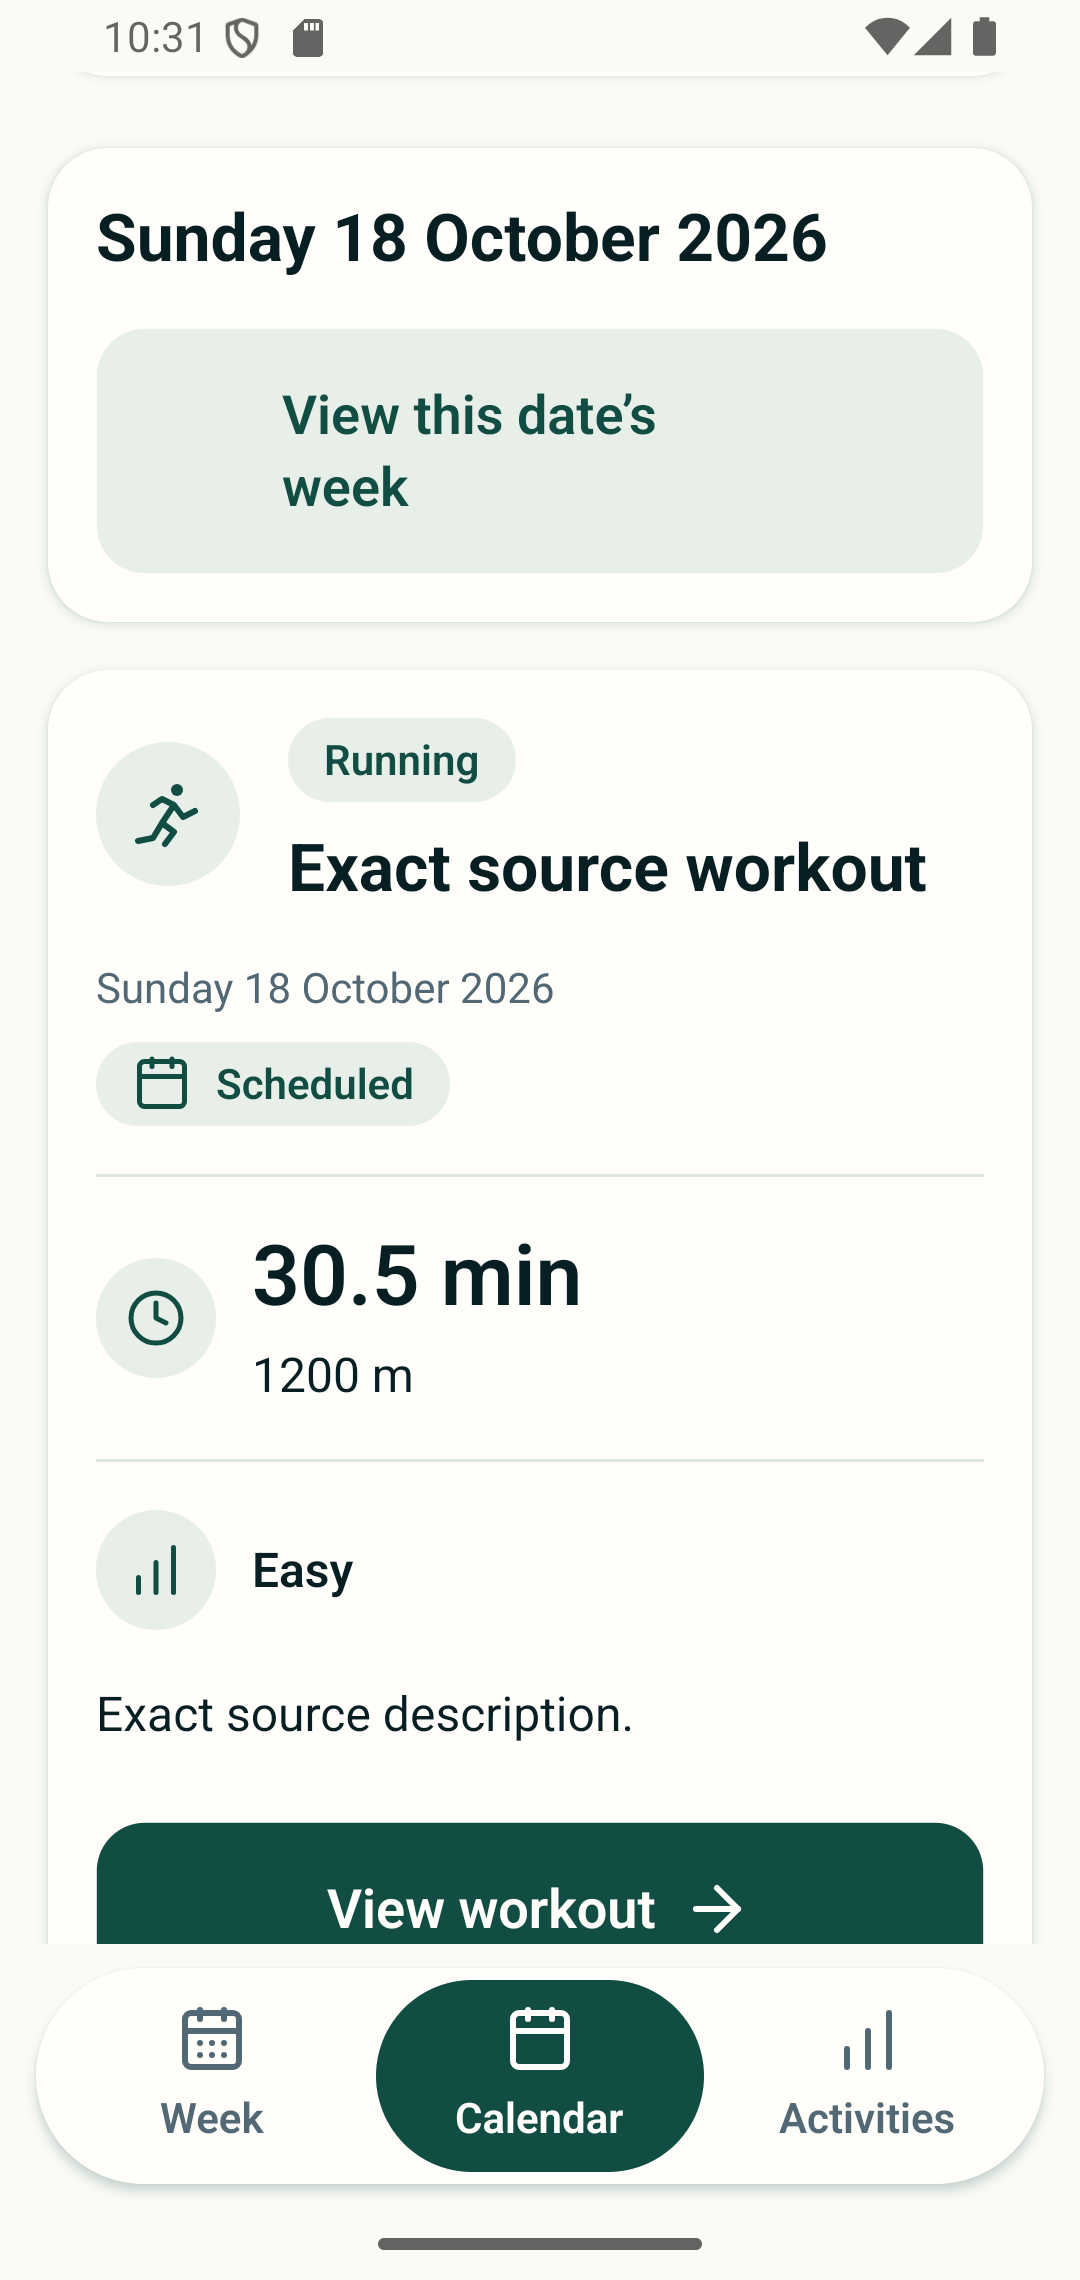 10:31
Sunday 18 October 2026
View this date’s
week
Running
Exact source workout
Sunday 18 October 2026
Scheduled
30.5 min
1200 m
Easy
Exact source description.
View workout
Week
Calendar
Activities